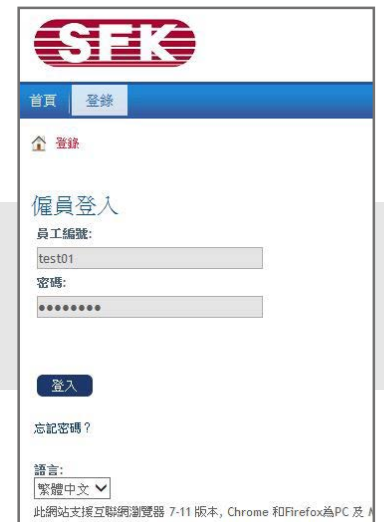 SFK
首頁 登錄
登錄
僱員登入
員工編號:
test01
密碼:
••••••••
登入
忘記密碼？
語言:
繁體中文
此網站支援互聯網瀏覽器 7-11 版本, Chrome 和Firefox為PC 及